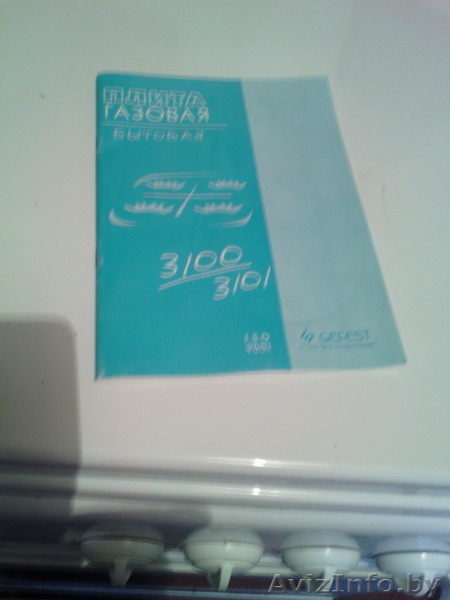 ПЛИТА
ГАЗОВАЯ
БЫТОВАЯ
3100
3101
ISO
9001
GEFEST
AvizInfo.by